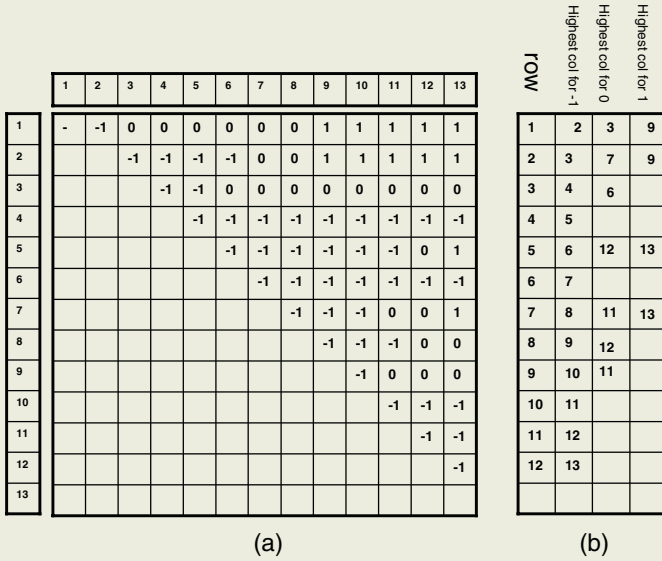 row
Highest col for -1
Highest col for 0
Highest col for 1
1 2 3 4 5 6 7 8 9 10 11 12 13
1 - -1 0 0 0 0 0 0 1 1 1 1 1
2 -1 -1 -1 -1 0 0 1 1 1 1 1
3 -1 -1 0 0 0 0 0 0 0 0
4 -1 -1 -1 -1 -1 -1 -1 -1 -1
5 -1 -1 -1 -1 -1 -1 0 1
6 -1 -1 -1 -1 -1 -1 -1
7 -1 -1 -1 0 0 1
8 -1 -1 -1 0 0
9 -1 0 0 0
10 -1 -1 -1
11 -1 -1
12 -1
13
1 2 3 9
2 3 7 9
3 4 6
4 5
5 6 12 13
6 7
7 8 11 13
8 9 12
9 10 11
10 11
11 12
12 13
(a)
(b)